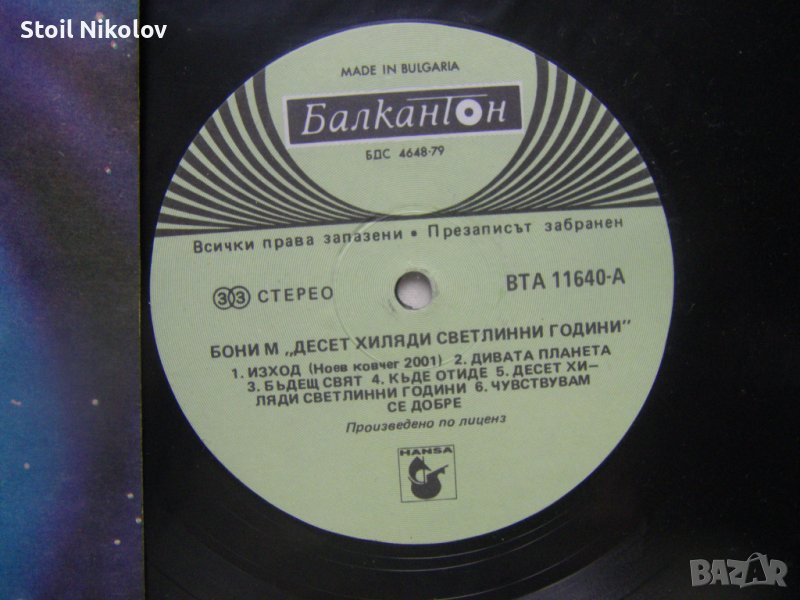 Stoil Nikolov
MADE IN BULGARIA
Балкантон
БДС 4648-79
Всички права запазени • Презаписът забранен
33 СТЕРЕО
ВТА 11640-А
БОНИ М „ДЕСЕТ ХИЛЯДИ СВЕТЛИННИ ГОДИНИ"
1. ИЗХОД (Ноев ковчег 2001) 2. ДИВАТА ПЛАНЕТА
3. БЪДЕЩ СВЯТ 4. КЪДЕ ОТИДЕ 5. ДЕСЕТ ХИ–
ЛЯДИ СВЕТЛИННИ ГОДИНИ 6. ЧУВСТВУВАМ
СЕ ДОБРЕ
Произведено по лиценз
HANSA
BAZAR